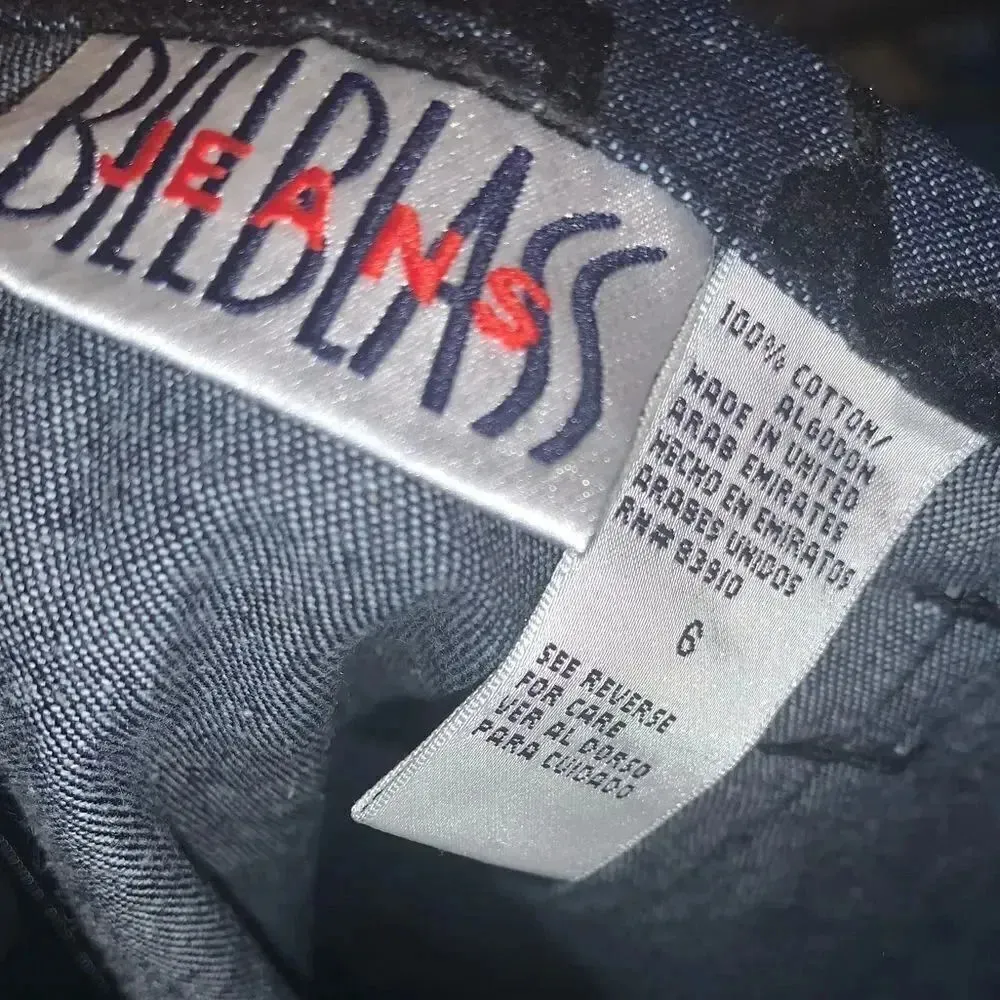 BILL BLASS
JEANS
100% COTTON/
ALGODON
MADE IN UNITED
ARAB EMIRATES
HECHO EN EMIRATOS
ARABES UNIDOS
RN# 83910
6
SEE REVERSE
FOR CARE
VER AL DORSO
PARA CUIDADO